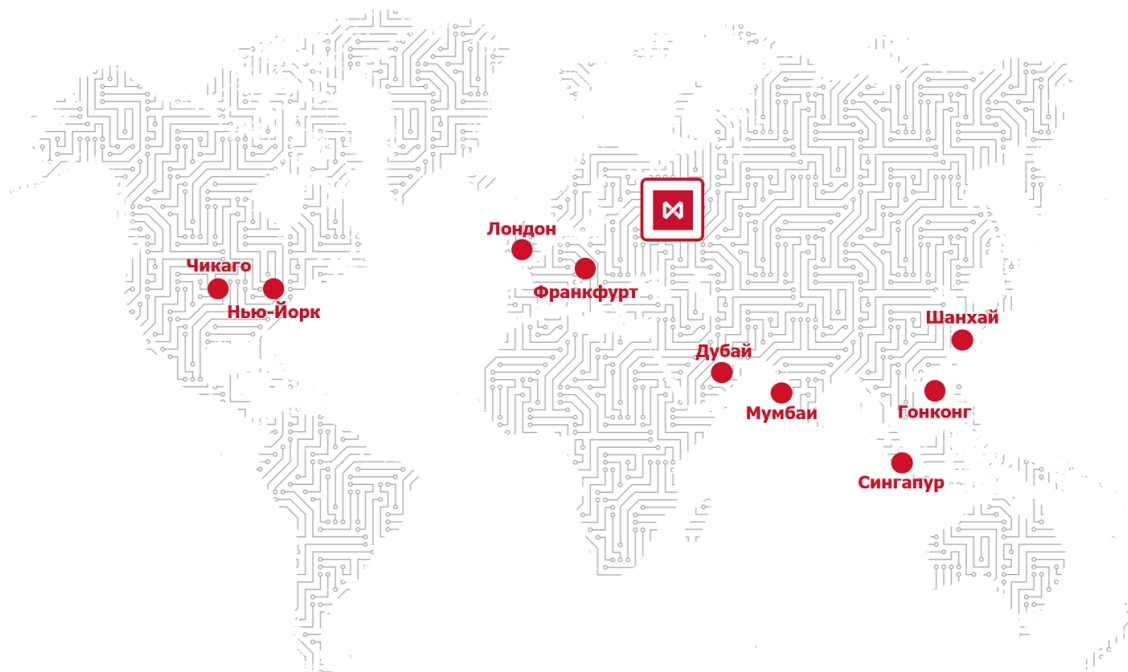 Лондон
Чикаго
Франкфурт
Нью-Йорк
Шанхай
Дубай
Мумбаи
Гонконг
Сингапур